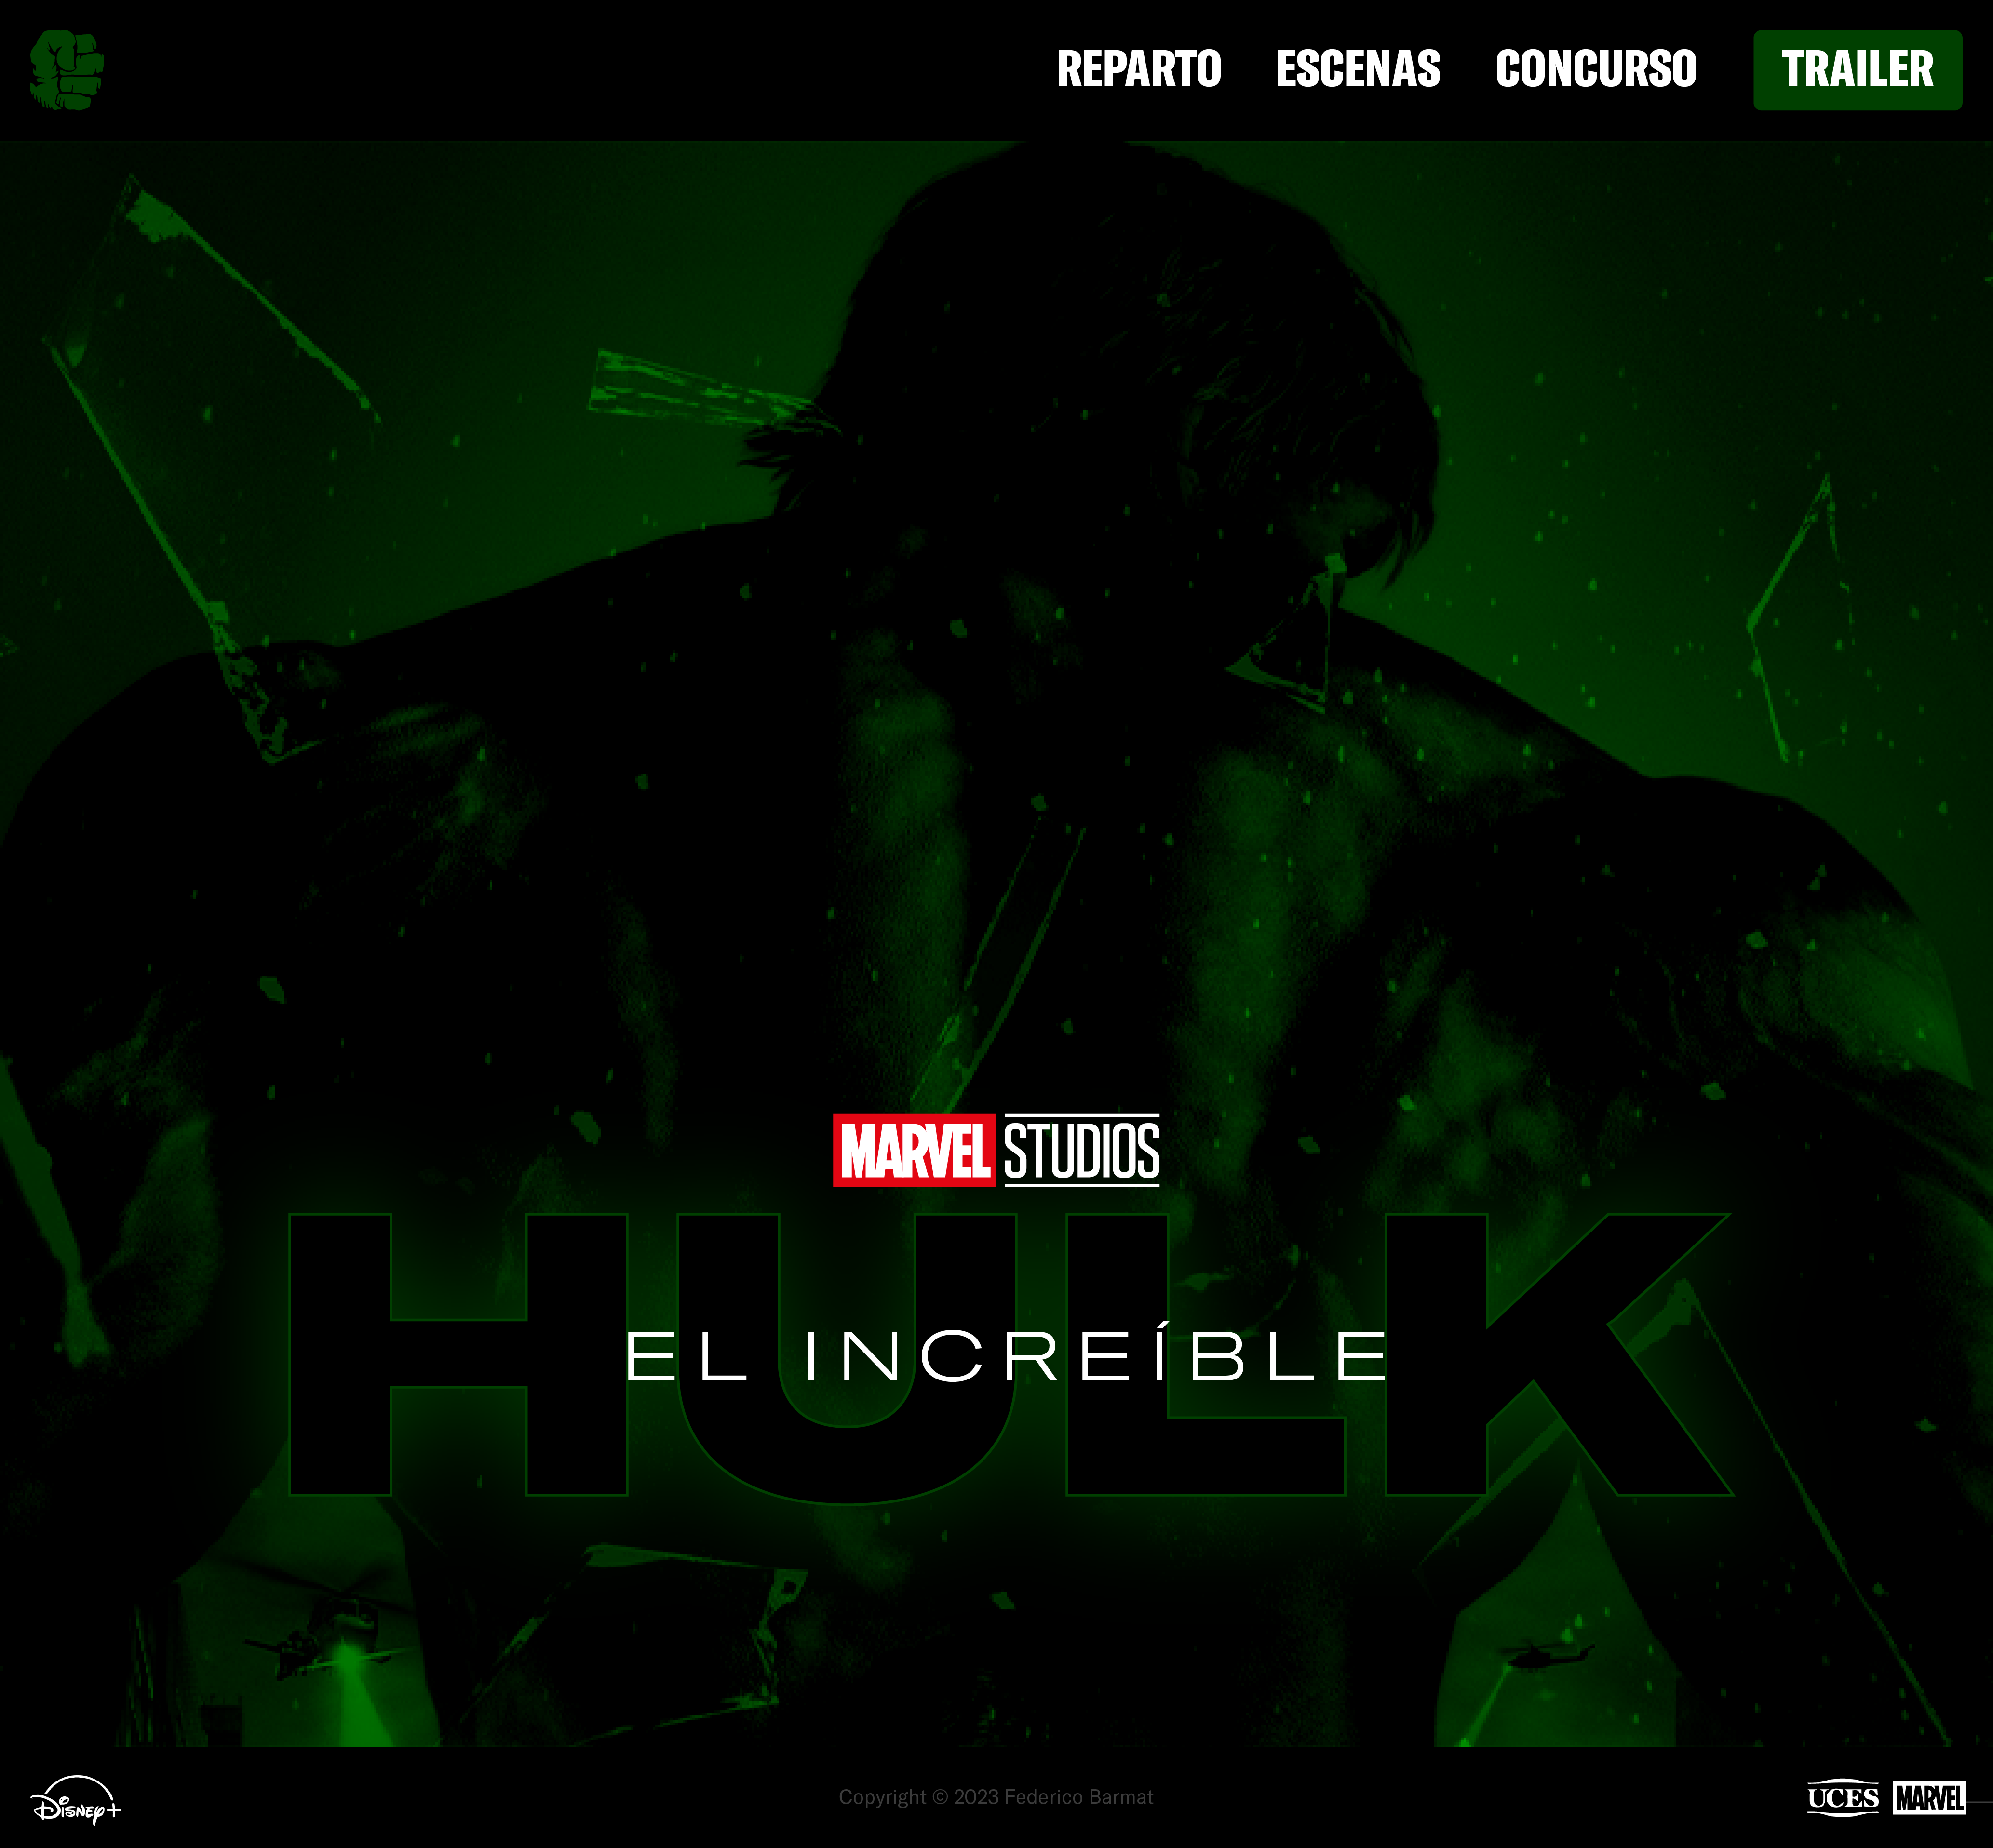 REPARTO ESCENAS CONCURSO TRAILER
MARVEL STUDIOS
HULK
EL INCREÍBLE
Disney+ Copyright © 2023 Federico Barmat UCES MARVEL